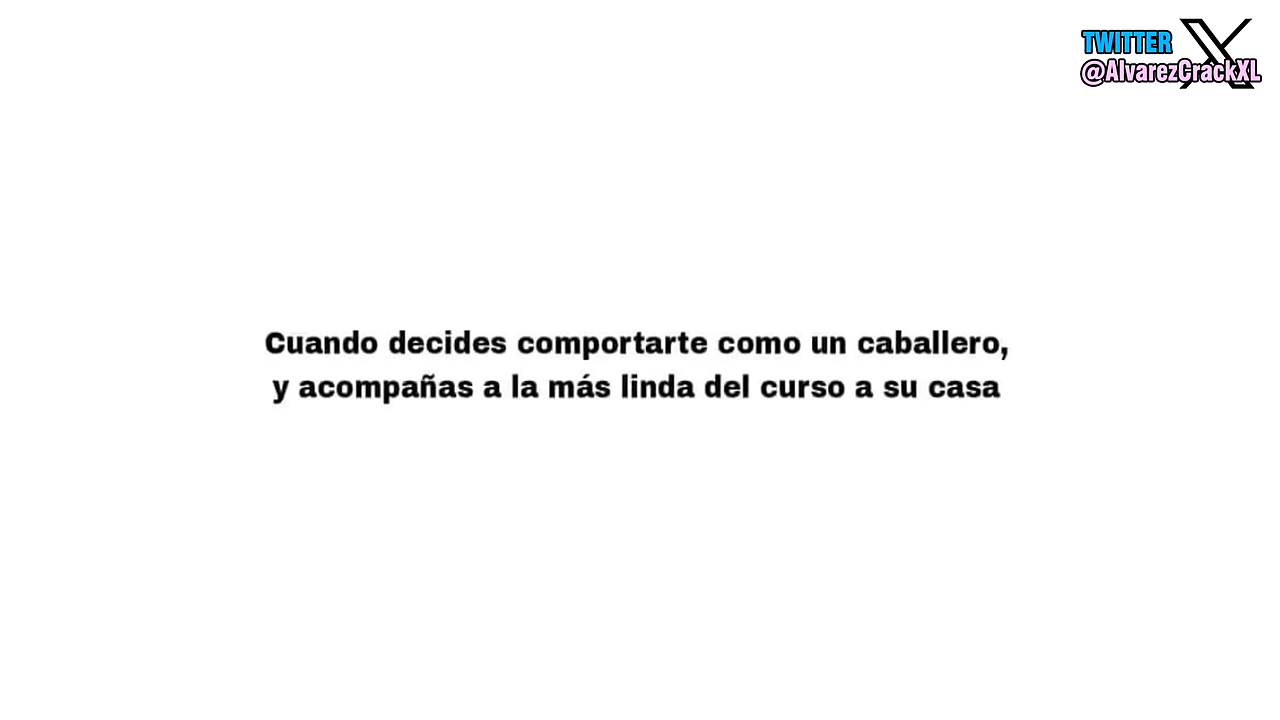 TWITTER
@AlvarezCrackXL
Cuando decides comportarte como un caballero,
y acompañas a la más linda del curso a su casa